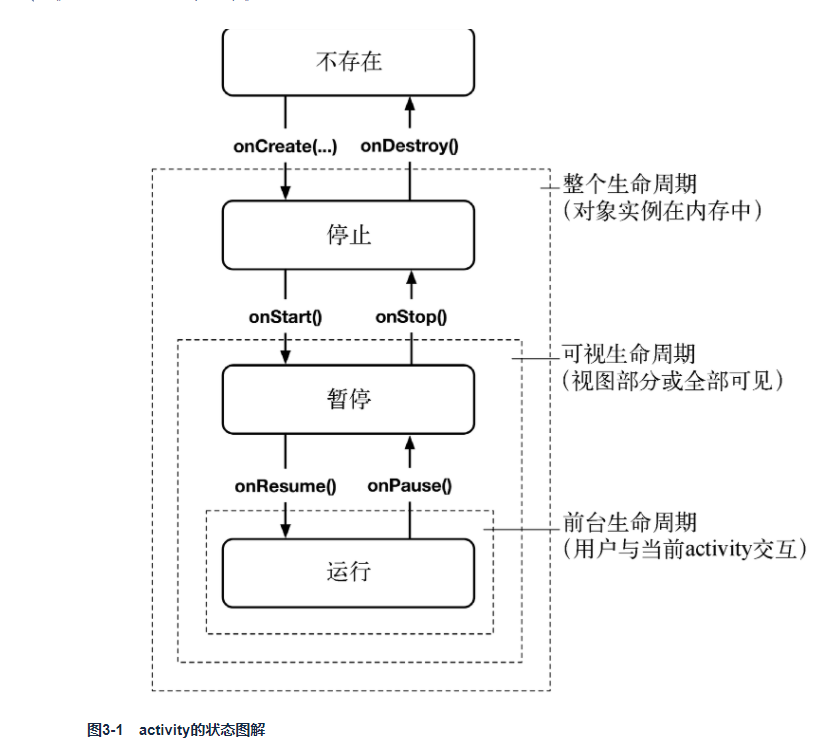 不存在
onCreate(...) onDestroy()
整个生命周期
（对象实例在内存中）
停止
onStart() onStop()
可视生命周期
（视图部分或全部可见）
暂停
onResume() onPause()
前台生命周期
（用户与当前activity交互）
运行
图3-1 activity的状态图解